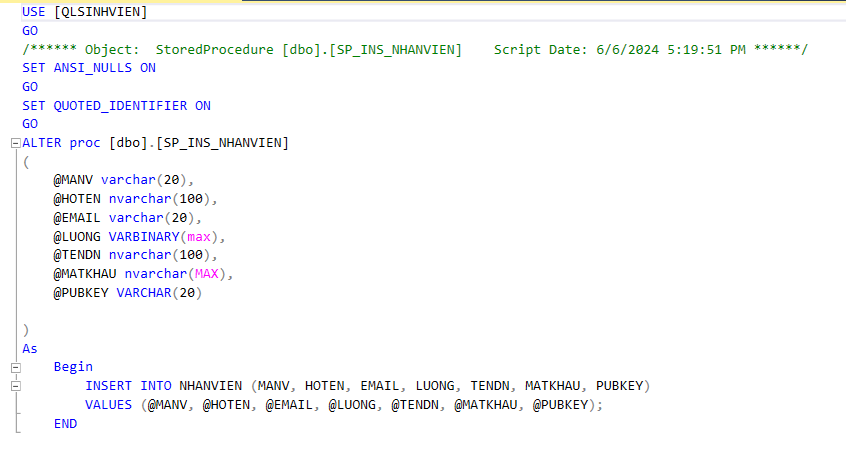 USE [QLSINHVIEN]
GO
/****** Object:  StoredProcedure [dbo].[SP_INS_NHANVIEN]    Script Date: 6/6/2024 5:19:51 PM ******/
SET ANSI_NULLS ON
GO
SET QUOTED_IDENTIFIER ON
GO
ALTER proc [dbo].[SP_INS_NHANVIEN]
(
    @MANV varchar(20),
    @HOTEN nvarchar(100),
    @EMAIL varchar(20),
    @LUONG VARBINARY(max),
    @TENDN nvarchar(100),
    @MATKHAU nvarchar(MAX),
    @PUBKEY VARCHAR(20)
)
As
    Begin
        INSERT INTO NHANVIEN (MANV, HOTEN, EMAIL, LUONG, TENDN, MATKHAU, PUBKEY)
        VALUES (@MANV, @HOTEN, @EMAIL, @LUONG, @TENDN, @MATKHAU, @PUBKEY);
    END